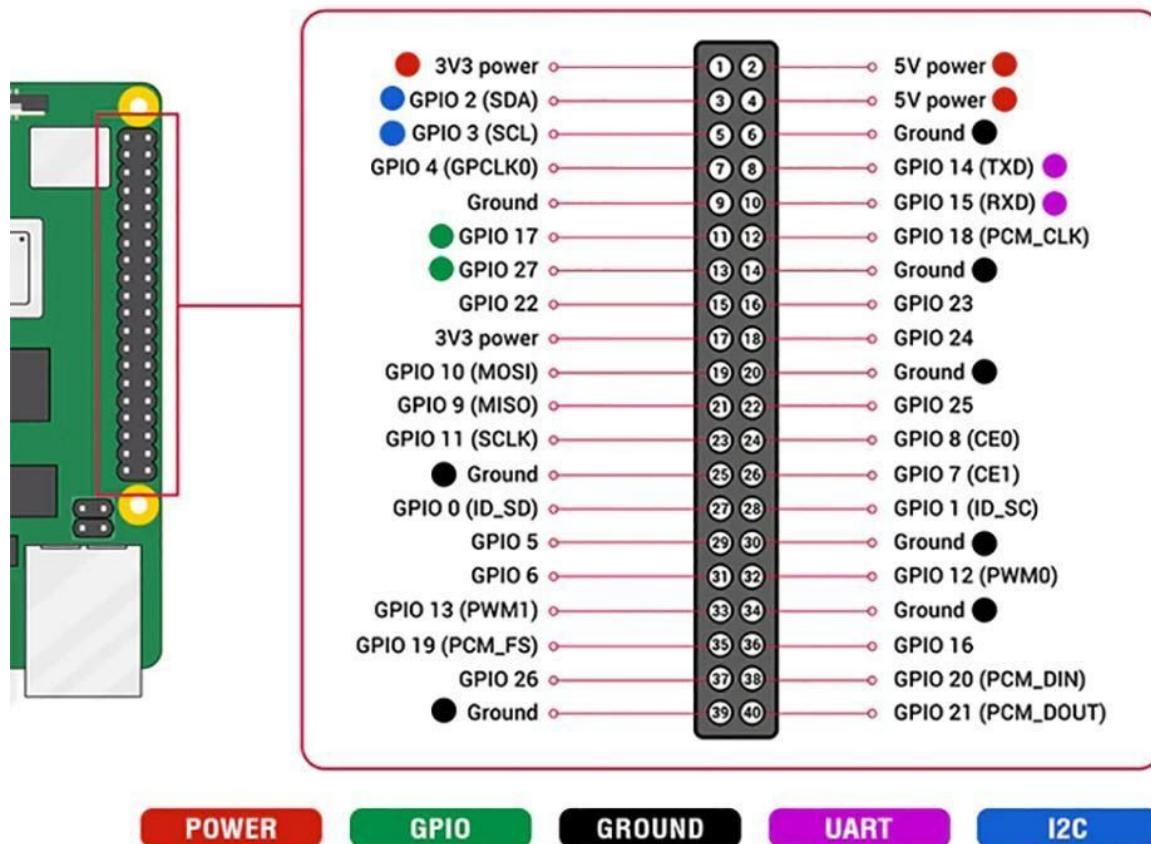 3V3 power 1 2 5V power
GPIO 2 (SDA) 3 4 5V power
GPIO 3 (SCL) 5 6 Ground
GPIO 4 (GPCLK0) 7 8 GPIO 14 (TXD)
Ground 9 10 GPIO 15 (RXD)
GPIO 17 11 12 GPIO 18 (PCM_CLK)
GPIO 27 13 14 Ground
GPIO 22 15 16 GPIO 23
3V3 power 17 18 GPIO 24
GPIO 10 (MOSI) 19 20 Ground
GPIO 9 (MISO) 21 22 GPIO 25
GPIO 11 (SCLK) 23 24 GPIO 8 (CE0)
Ground 25 26 GPIO 7 (CE1)
GPIO 0 (ID_SD) 27 28 GPIO 1 (ID_SC)
GPIO 5 29 30 Ground
GPIO 6 31 32 GPIO 12 (PWM0)
GPIO 13 (PWM1) 33 34 Ground
GPIO 19 (PCM_FS) 35 36 GPIO 16
GPIO 26 37 38 GPIO 20 (PCM_DIN)
Ground 39 40 GPIO 21 (PCM_DOUT)
POWER GPIO GROUND UART I2C